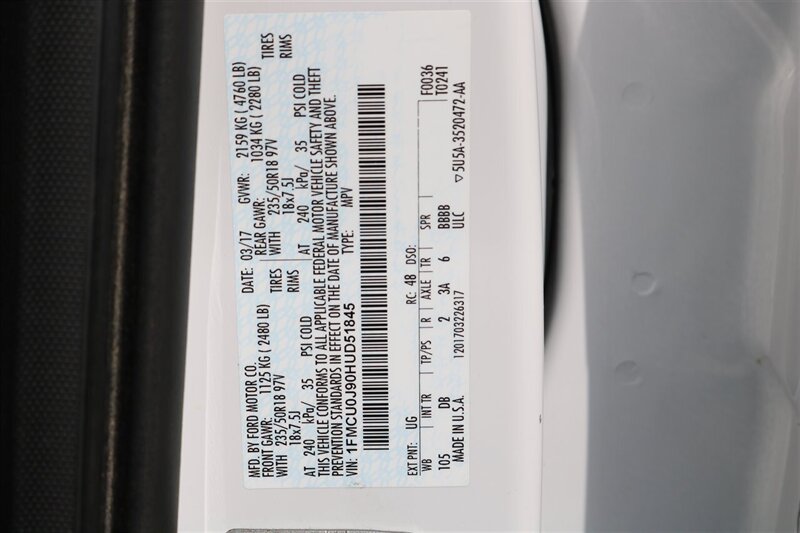 MFD. BY FORD MOTOR CO.
DATE: 03/17 GVWR: 2159 KG ( 4760 LB)
FRONT GAWR: 1125 KG ( 2480 LB) REAR GAWR: 1034 KG ( 2280 LB)
WITH 235/50R18 97V TIRES WITH 235/50R18 97V TIRES
18x7.5J RIMS 18x7.5J RIMS
AT 240 kPa/ 35 PSI COLD AT 240 kPa/ 35 PSI COLD
THIS VEHICLE CONFORMS TO ALL APPLICABLE FEDERAL MOTOR VEHICLE SAFETY AND THEFT
PREVENTION STANDARDS IN EFFECT ON THE DATE OF MANUFACTURE SHOWN ABOVE.
VIN: 1FMCU0J90HUD51845 TYPE: MPV
EXT PNT: UG RC: 48 DSO: F0036
T0241
WB INT TR TP/PS R AXLE TR SPR
105 DB 2 3A 6 BBBB
ULC
MADE IN U.S.A. 1201703226317 ▽5U5A-3520472-AA